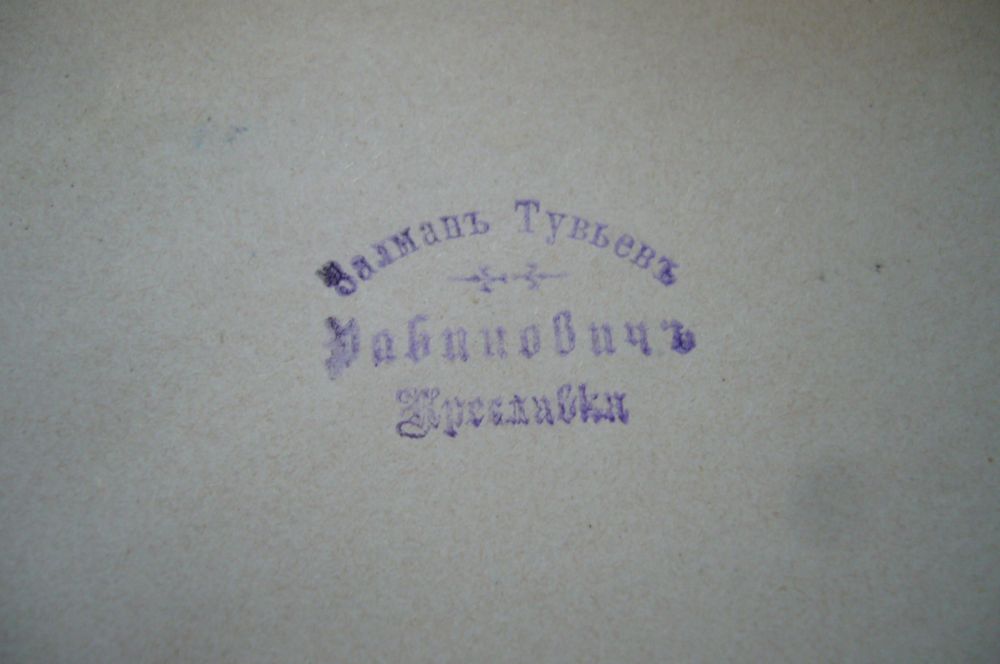 Залманъ Тувьевъ
Рабиновичъ
Креславка